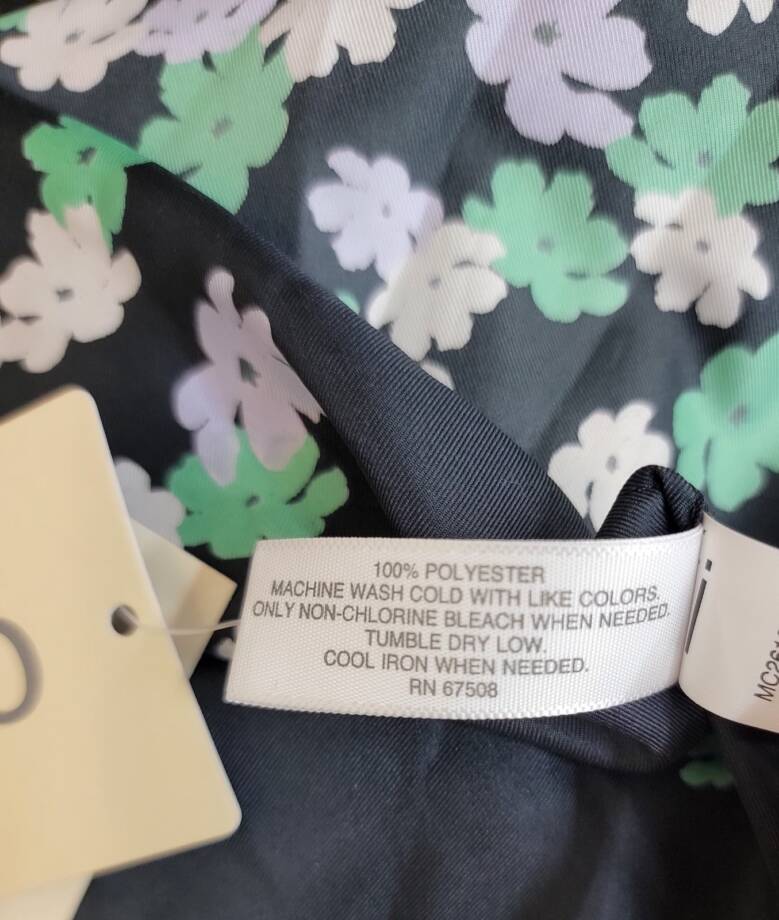 100% POLYESTER
MACHINE WASH COLD WITH LIKE COLORS.
ONLY NON-CHLORINE BLEACH WHEN NEEDED.
TUMBLE DRY LOW.
COOL IRON WHEN NEEDED.
RN 67508